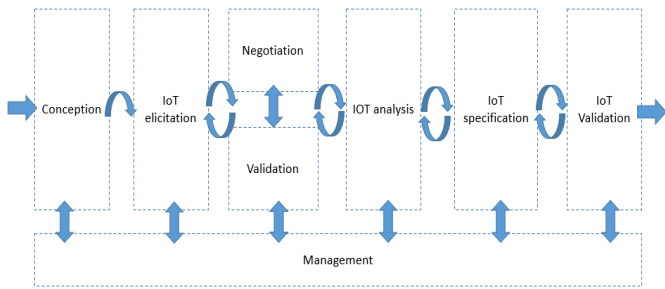 Negotiation
Conception
IoT
elicitation
IOT analysis
IoT
specification
IoT
Validation
Validation
Management